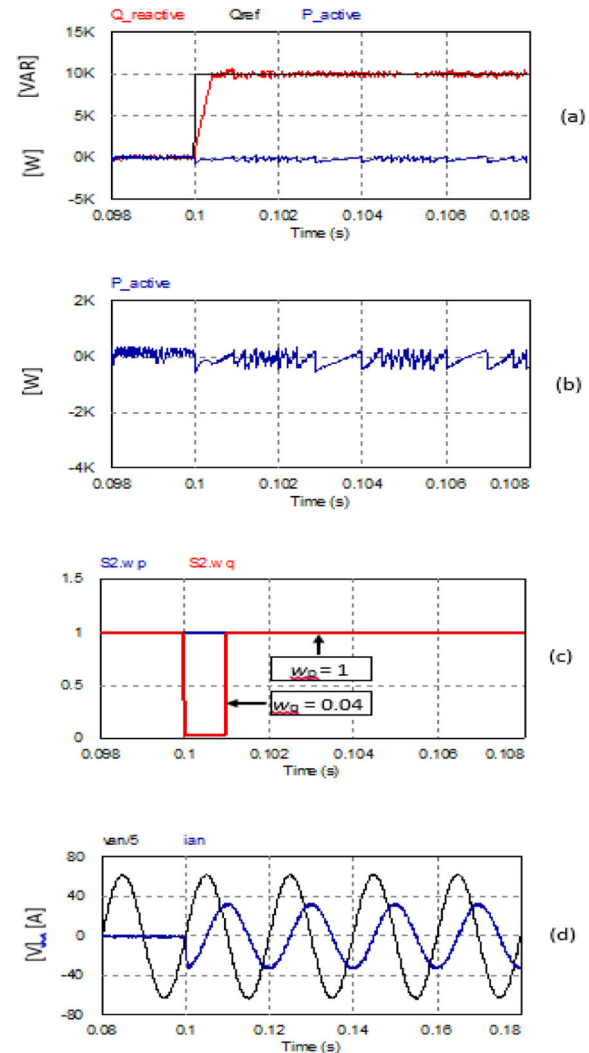 Q_reactive Qref P_active
15K
10K
5K
0K
-5K
[VAR]
[W]
0.098 0.1 0.102 0.104 0.106 0.108
Time (s)
(a)
P_active
2K
0K
-2K
-4K
[W]
0.098 0.1 0.102 0.104 0.106 0.108
Time (s)
(b)
S2.wp S2.wq
1.5
1
0.5
0
wp = 1
wq = 0.04
0.098 0.1 0.102 0.104 0.106 0.108
Time (s)
(c)
van/5 ian
80
40
0
-40
-80
[V] [A]
0.08 0.1 0.12 0.14 0.16 0.18
Time (s)
(d)